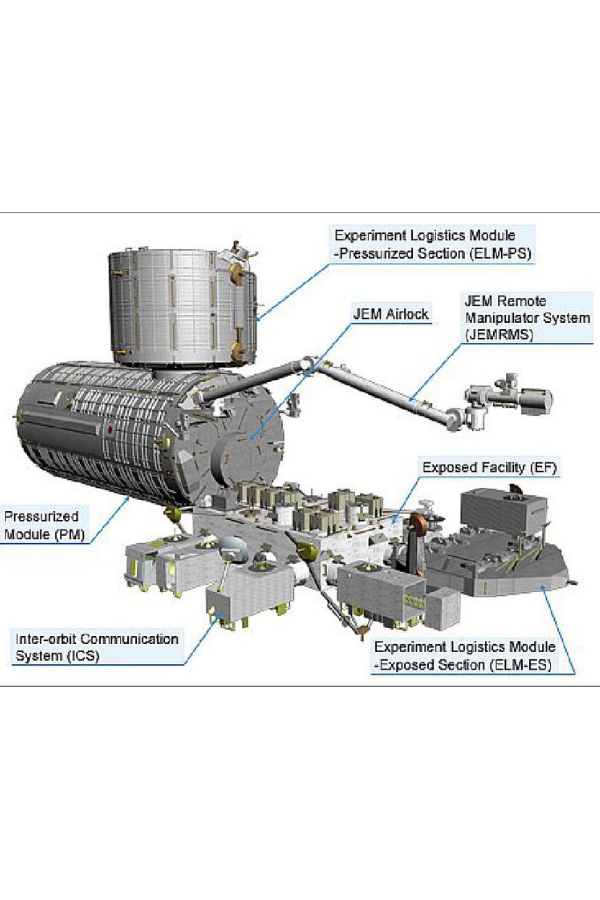 Experiment Logistics Module
-Pressurized Section (ELM-PS)
JEM Airlock
JEM Remote
Manipulator System
(JEMRMS)
Exposed Facility (EF)
Pressurized
Module (PM)
Inter-orbit Communication
System (ICS)
Experiment Logistics Module
-Exposed Section (ELM-ES)